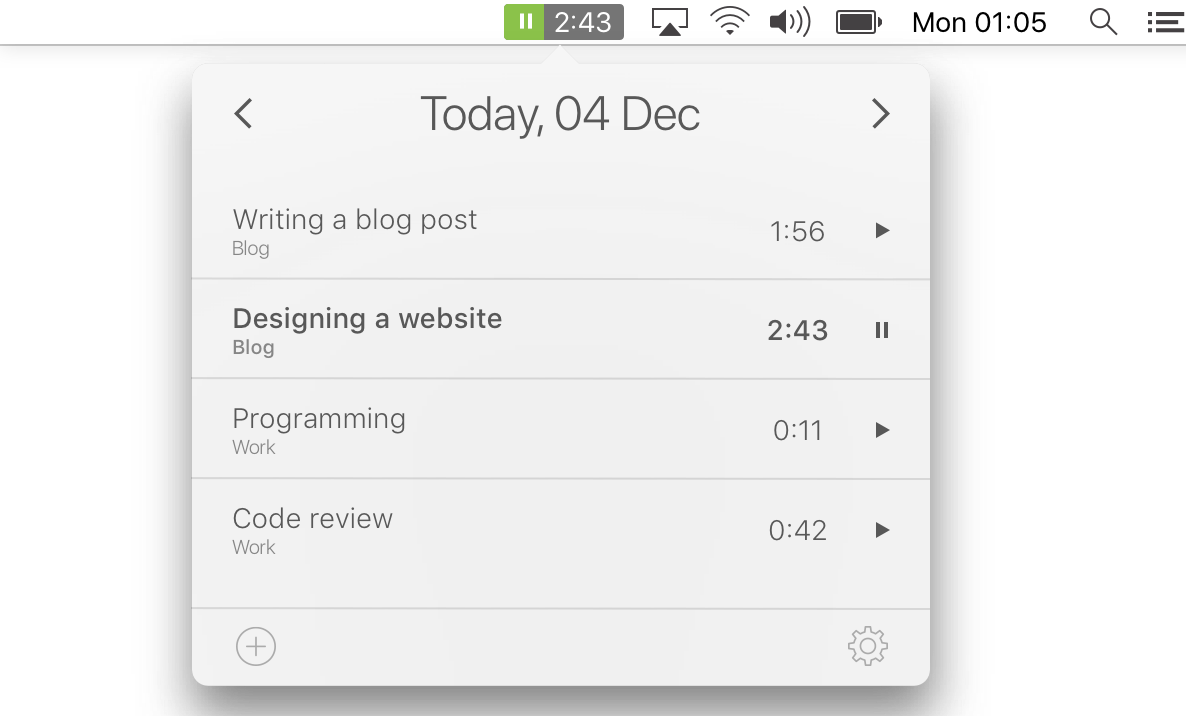 2:43 Mon 01:05
Today, 04 Dec
Writing a blog post
Blog
1:56
Designing a website
Blog
2:43
Programming
Work
0:11
Code review
Work
0:42